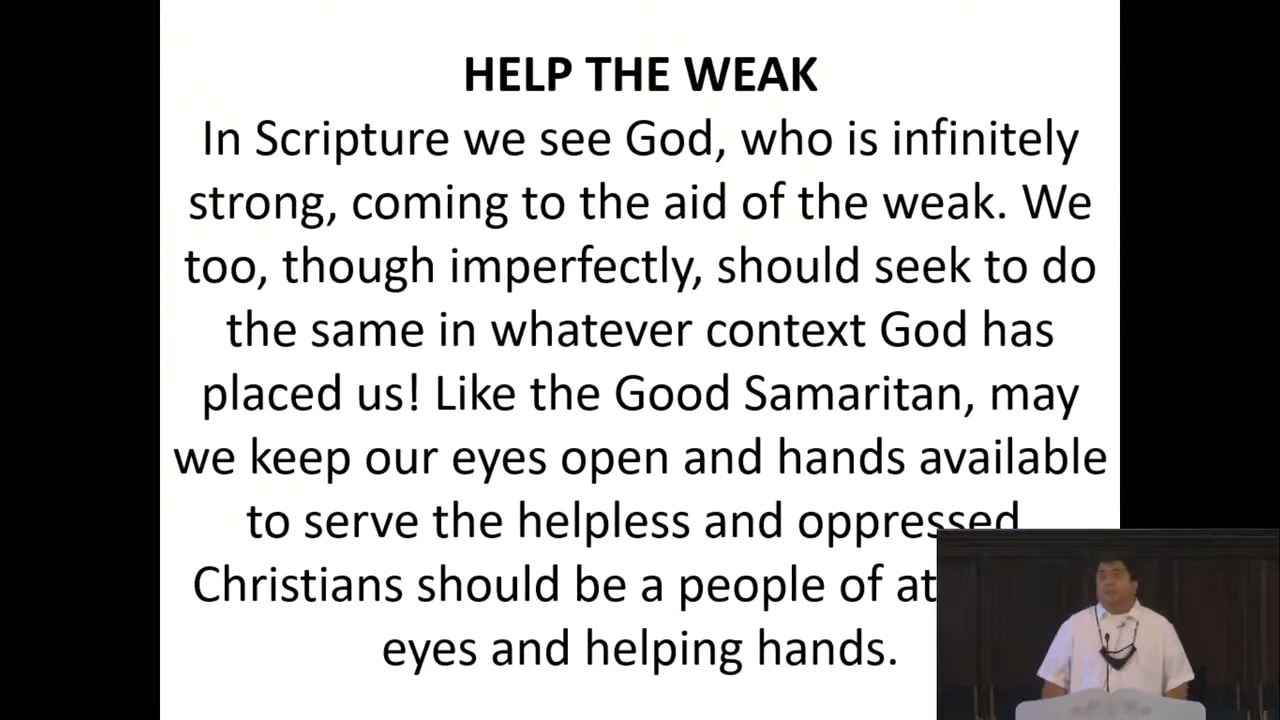 HELP THE WEAK
In Scripture we see God, who is infinitely
strong, coming to the aid of the weak. We
too, though imperfectly, should seek to do
the same in whatever context God has
placed us! Like the Good Samaritan, may
we keep our eyes open and hands available
to serve the helpless and oppressed
Christians should be a people of
eyes and helping hands.